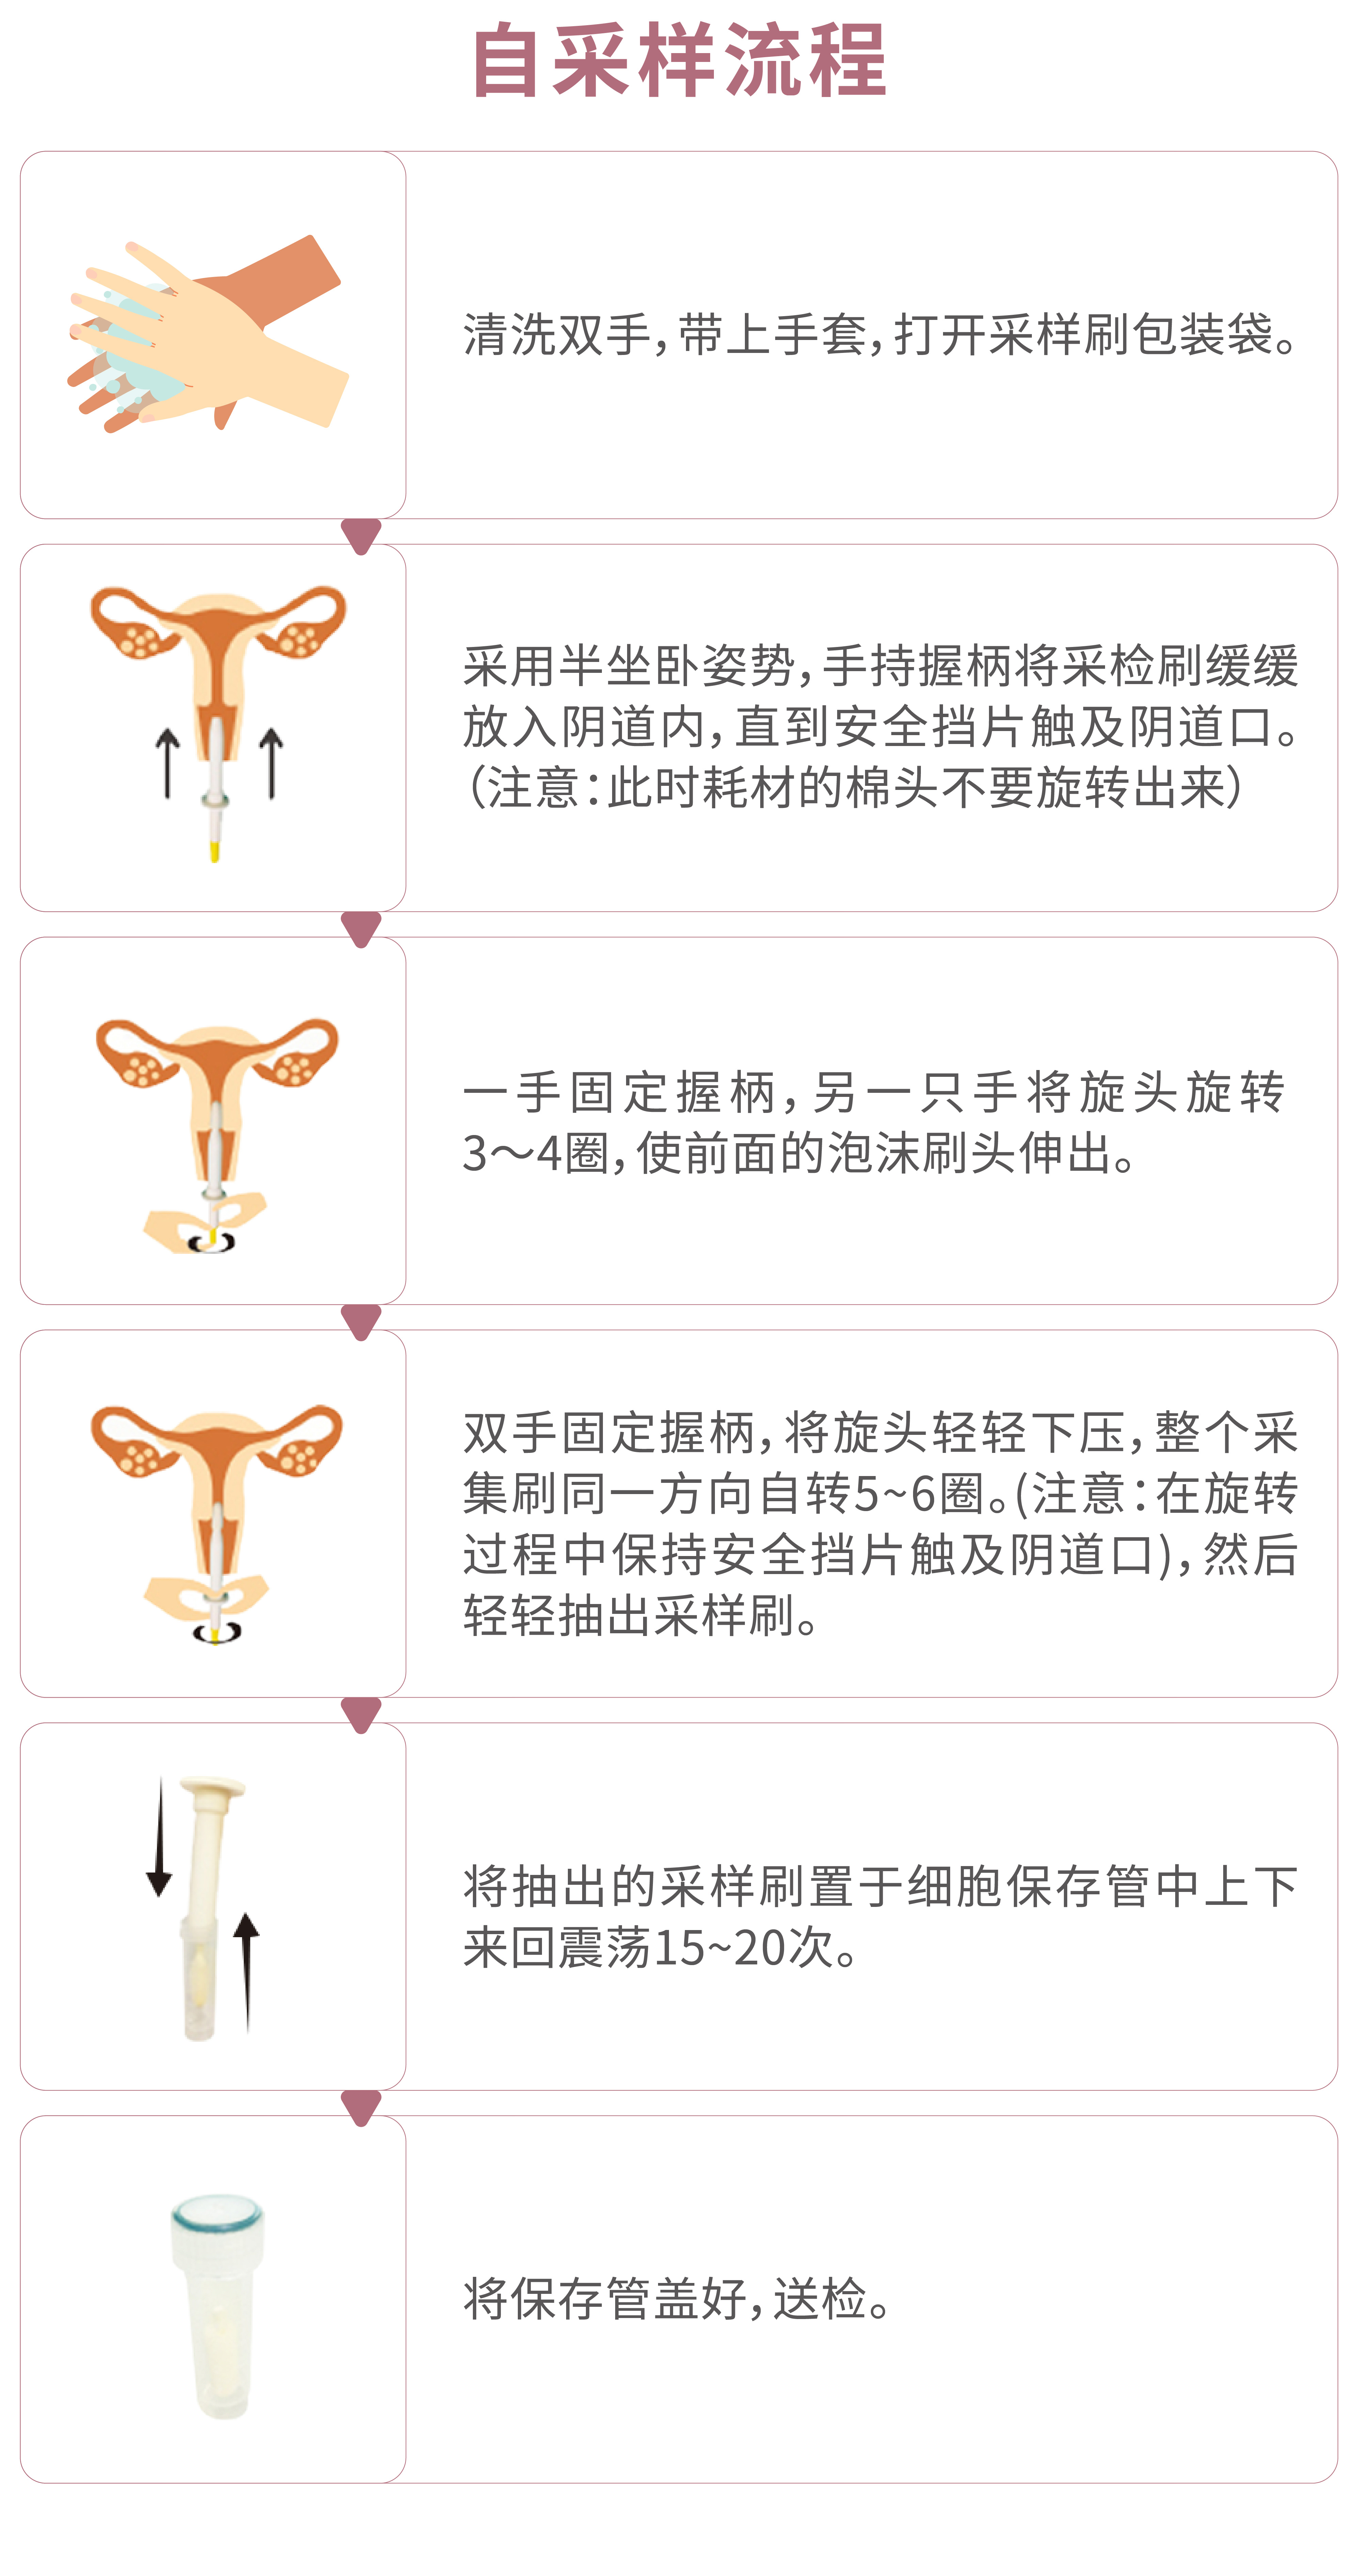 自采样流程
清洗双手，带上手套，打开采样刷包装袋。
采用半坐卧姿势，手持握柄将采检刷缓缓
放入阴道内，直到安全挡片触及阴道口。
（注意：此时耗材的棉头不要旋转出来）
一手固定握柄，另一只手将旋头旋转
3～4圈，使前面的泡沫刷头伸出。
双手固定握柄，将旋头轻轻下压，整个采
集刷同一方向自转5~6圈。(注意：在旋转
过程中保持安全挡片触及阴道口)，然后
轻轻抽出采样刷。
将抽出的采样刷置于细胞保存管中上下
来回震荡15~20次。
将保存管盖好，送检。